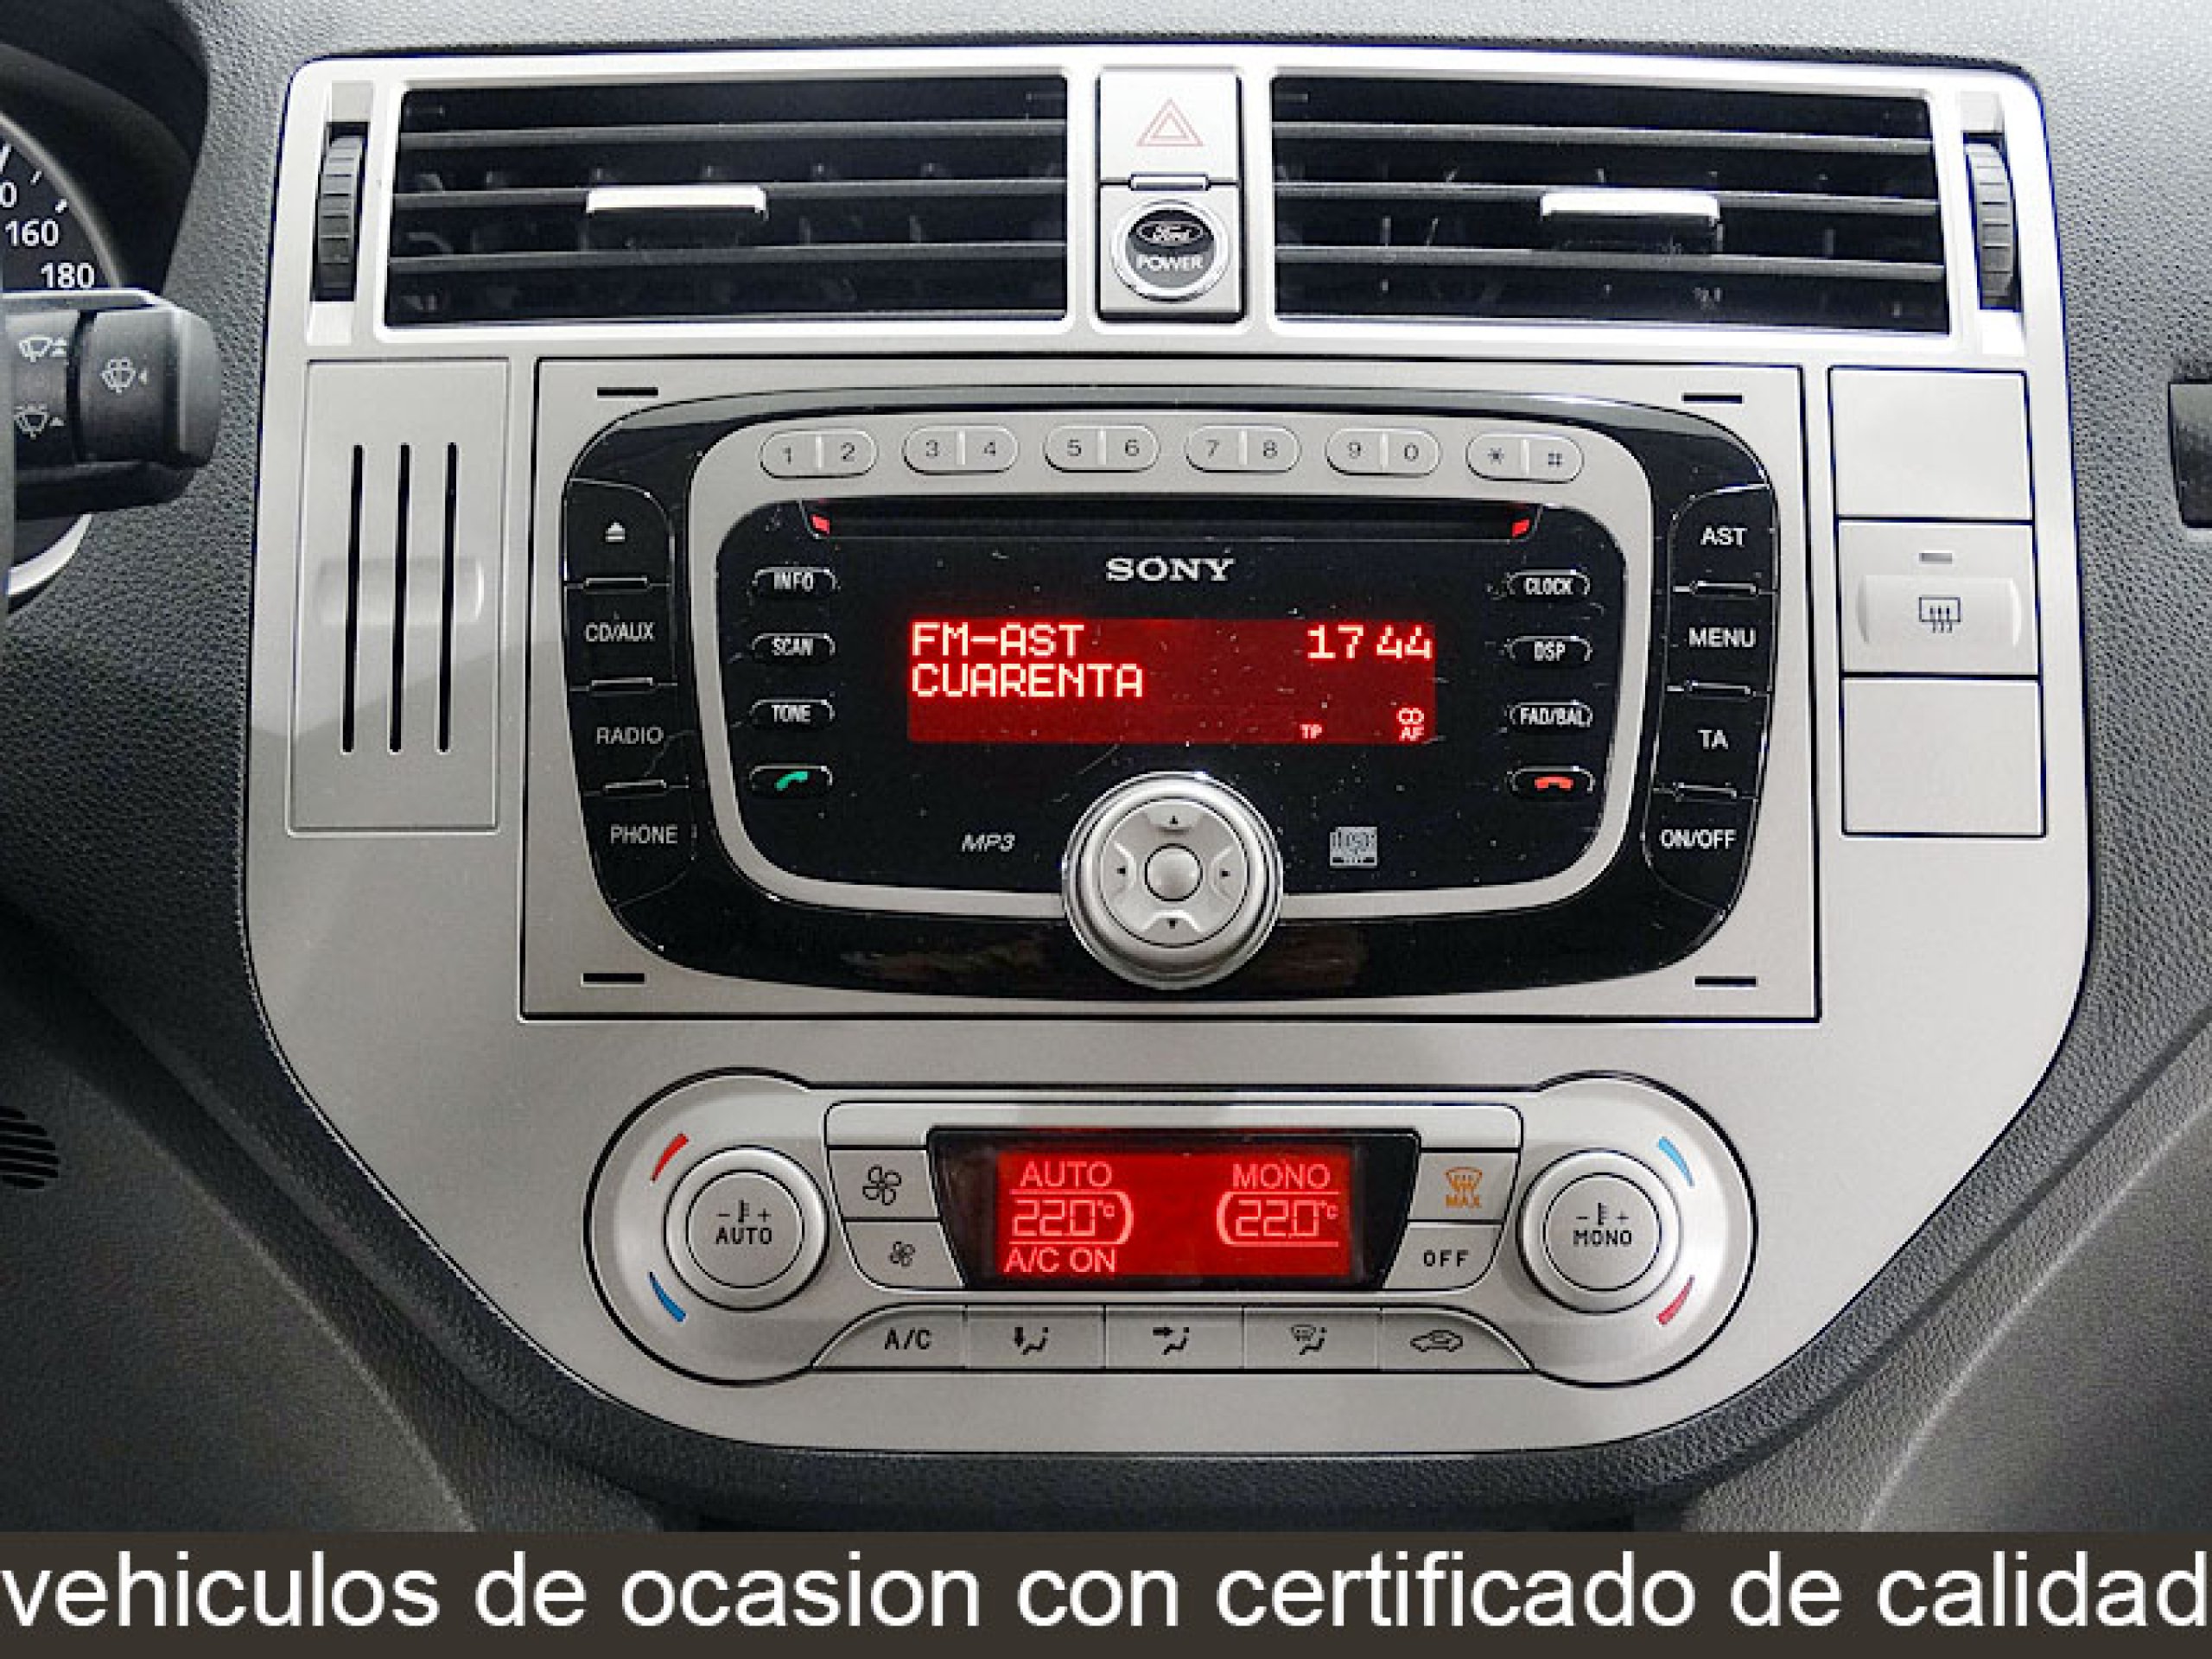 160
180
Ford
POWER
1 2 3 4 5 6 7 8 9 0 * #
SONY
INFO
SCAN
TONE
CD/AUX
RADIO
PHONE
FM-AST 17 44
CUARENTA
TP AF
CLOCK
DSP
FAD/BAL
AST
MENU
TA
ON/OFF
MP3
- +
AUTO
AUTO MONO
22.0°C 22.0°C
A/C ON
MAX
OFF
- +
MONO
A/C
vehiculos de ocasion con certificado de calidad